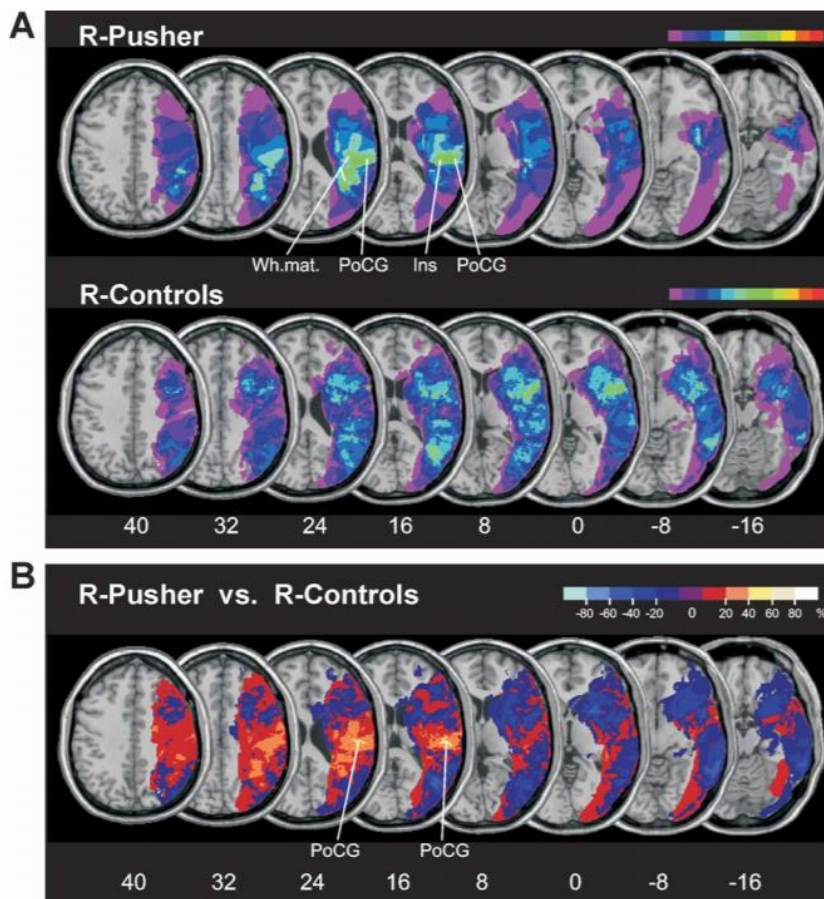 A
R-Pusher
Wh.mat. PoCG Ins PoCG
R-Controls
40 32 24 16 8 0 -8 -16
B
R-Pusher vs. R-Controls
-80 -60 -40 -20 0 20 40 60 80 %
PoCG PoCG
40 32 24 16 8 0 -8 -16